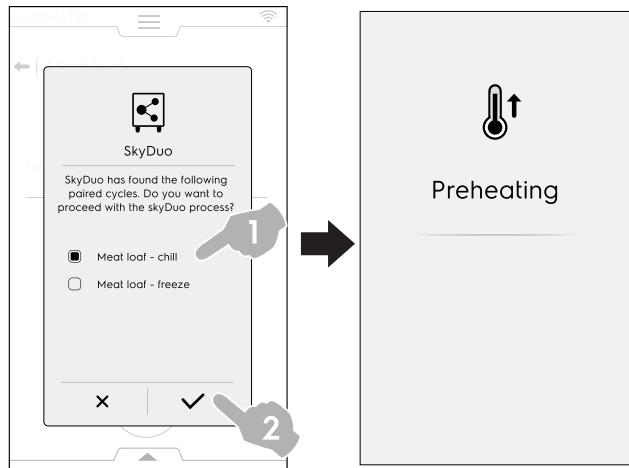 AUTOMATIC
SkyDuo
SkyDuo has found the following
paired cycles. Do you want to
proceed with the skyDuo process?
1
Meat loaf - chill
Meat loaf - freeze
2
Preheating